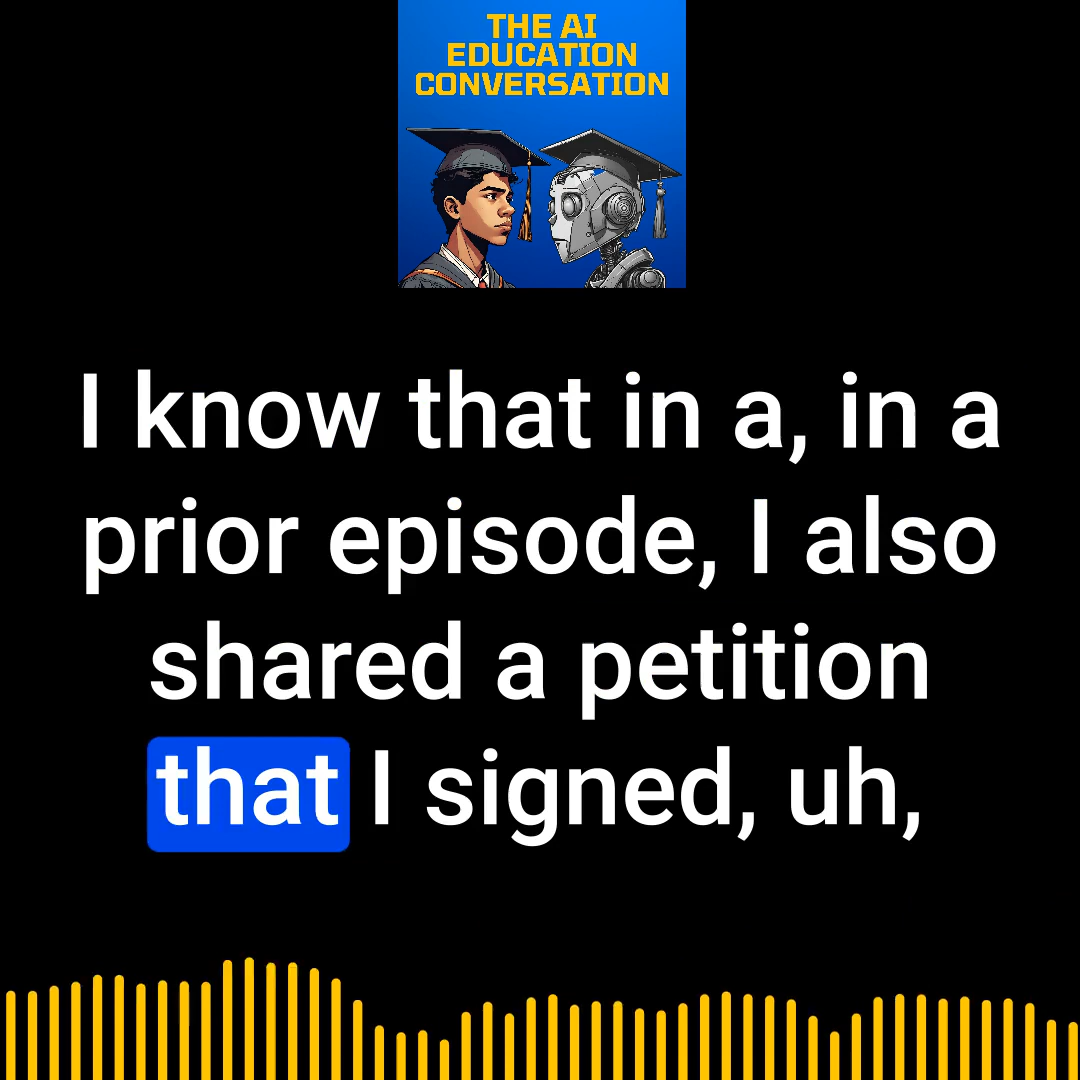 THE AI
EDUCATION
CONVERSATION
I know that in a, in a
prior episode, I also
shared a petition
that I signed, uh,